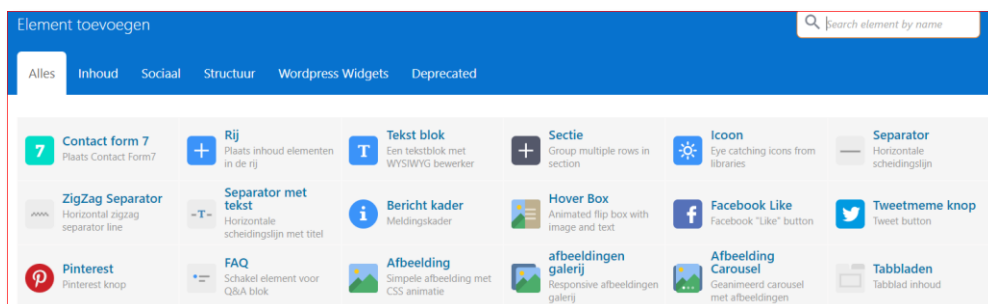 Element toevoegen
Search element by name
Alles Inhoud Sociaal Structuur Wordpress Widgets Deprecated
7
Contact form 7
Plaats Contact Form7
Rij
Plaats inhoud elementen
in de rij
T
Tekst blok
Een tekstblok met
WYSIWYG bewerker
Sectie
Group multiple rows in
section
Icoon
Eye catching icons from
libraries
Separator
Horizontale
scheidingslijn
ZigZag Separator
Horizontal zigzag
separator line
-T-
Separator met
tekst
Horizontale
scheidingslijn met titel
i
Bericht kader
Meldingskader
Hover Box
Animated flip box with
image and text
f
Facebook Like
Facebook "Like" button
Tweetmeme knop
Tweet button
Pinterest
Pinterest knop
FAQ
Schakel element voor
Q&A blok
Afbeelding
Simpele afbeelding met
CSS animatie
afbeeldingen
galerij
Responsive afbeeldingen
galerij
Afbeelding
Carousel
Geanimeerd carousel
met afbeeldingen
Tabbladen
Tabblad inhoud